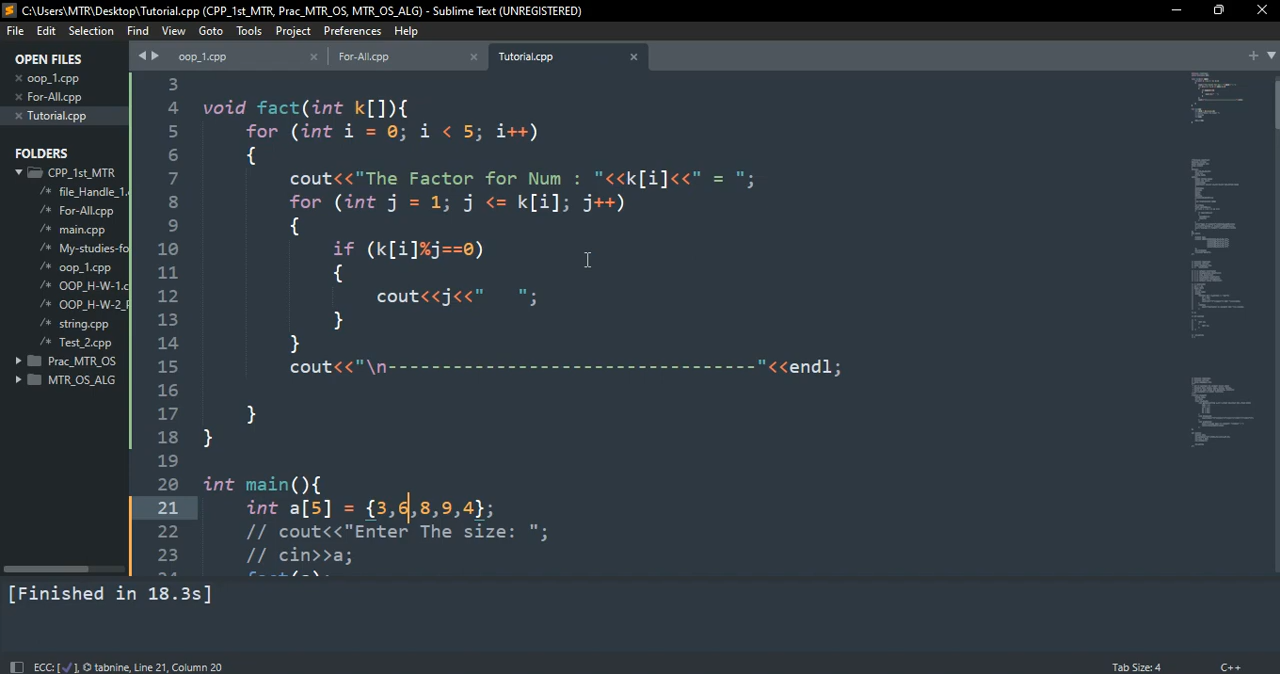 C:\Users\MTR\Desktop\Tutorial.cpp (CPP_1st_MTR, Prac_MTR_OS, MTR_OS_ALG) - Sublime Text (UNREGISTERED)
File Edit Selection Find View Goto Tools Project Preferences Help
OPEN FILES
oop_1.cpp
For-All.cpp
Tutorial.cpp
FOLDERS
CPP_1st_MTR
/* file_Handle_1.
/* For-All.cpp
/* main.cpp
/* My-studies-fo
/* oop_1.cpp
/* OOP_H-W-1.c
/* OOP_H-W-2_
/* string.cpp
/* Test_2.cpp
Prac_MTR_OS
MTR_OS_ALG
oop_1.cpp For-All.cpp Tutorial.cpp
3
4 void fact(int k[]){
5 for (int i = 0; i < 5; i++)
6 {
7 cout<<"The Factor for Num : "<<k[i]<<" = ";
8 for (int j = 1; j <= k[i]; j++)
9 {
10 if (k[i]%j==0)
11 {
12 cout<<j<<"   ";
13 }
14 }
15 cout<<"\n----------------------------------"<<endl;
16
17 }
18 }
19
20 int main(){
21 int a[5] = {3,6,8,9,4};
22 // cout<<"Enter The size: ";
23 // cin>>a;
[Finished in 18.3s]
ECC: [✓], tabnine, Line 21, Column 20 Tab Size: 4 C++